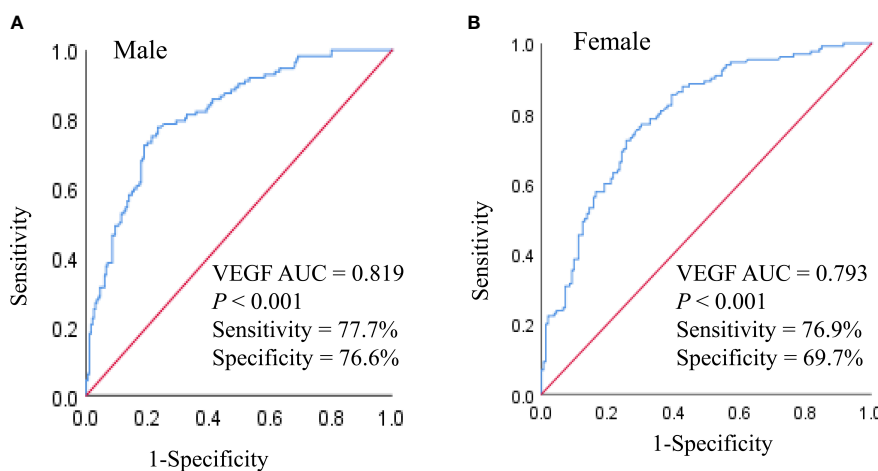 A
Male
1.0
0.8
0.6
0.4
0.2
0.0
Sensitivity
VEGF AUC = 0.819
P < 0.001
Sensitivity = 77.7%
Specificity = 76.6%
0.0 0.2 0.4 0.6 0.8 1.0
1-Specificity
B
Female
1.0
0.8
0.6
0.4
0.2
0.0
Sensitivity
VEGF AUC = 0.793
P < 0.001
Sensitivity = 76.9%
Specificity = 69.7%
0.0 0.2 0.4 0.6 0.8 1.0
1-Specificity